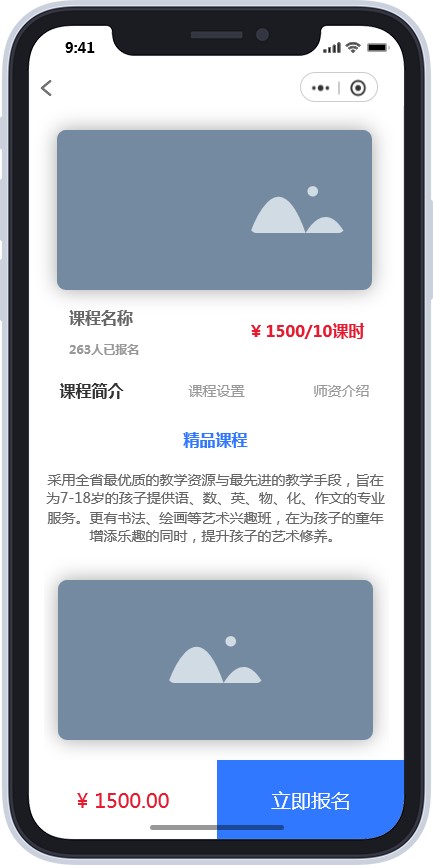 9:41
课程名称
¥ 1500/10课时
263人已报名
课程简介 课程设置 师资介绍
精品课程
采用全省最优质的教学资源与最先进的教学手段，旨在
为7-18岁的孩子提供语、数、英、物、化、作文的专业
服务。更有书法、绘画等艺术兴趣班，在为孩子的童年
增添乐趣的同时，提升孩子的艺术修养。
¥ 1500.00 立即报名